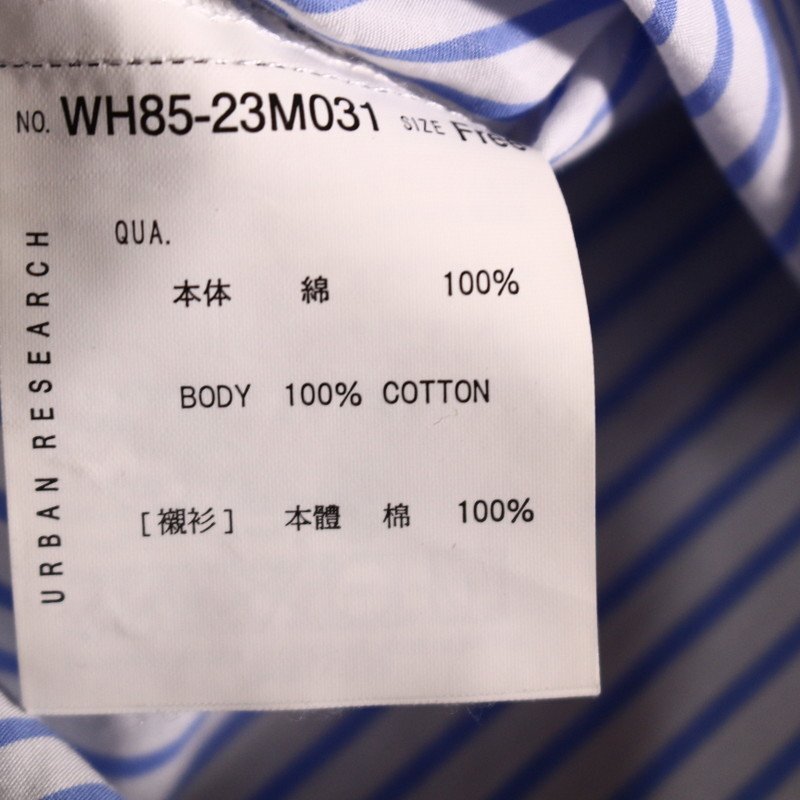 NO. WH85-23M031 SIZE Free
QUA.
本体 綿 100%
BODY 100% COTTON
[襯衫] 本體 棉 100%
URBAN RESEARCH